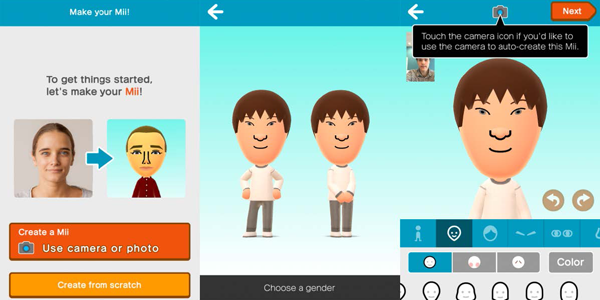 Make your Mii!
To get things started,
let's make your Mii!
Create a Mii
Use camera or photo
Create from scratch
Choose a gender
Next
Touch the camera icon if you'd like to
use the camera to auto-create this Mii.
Color